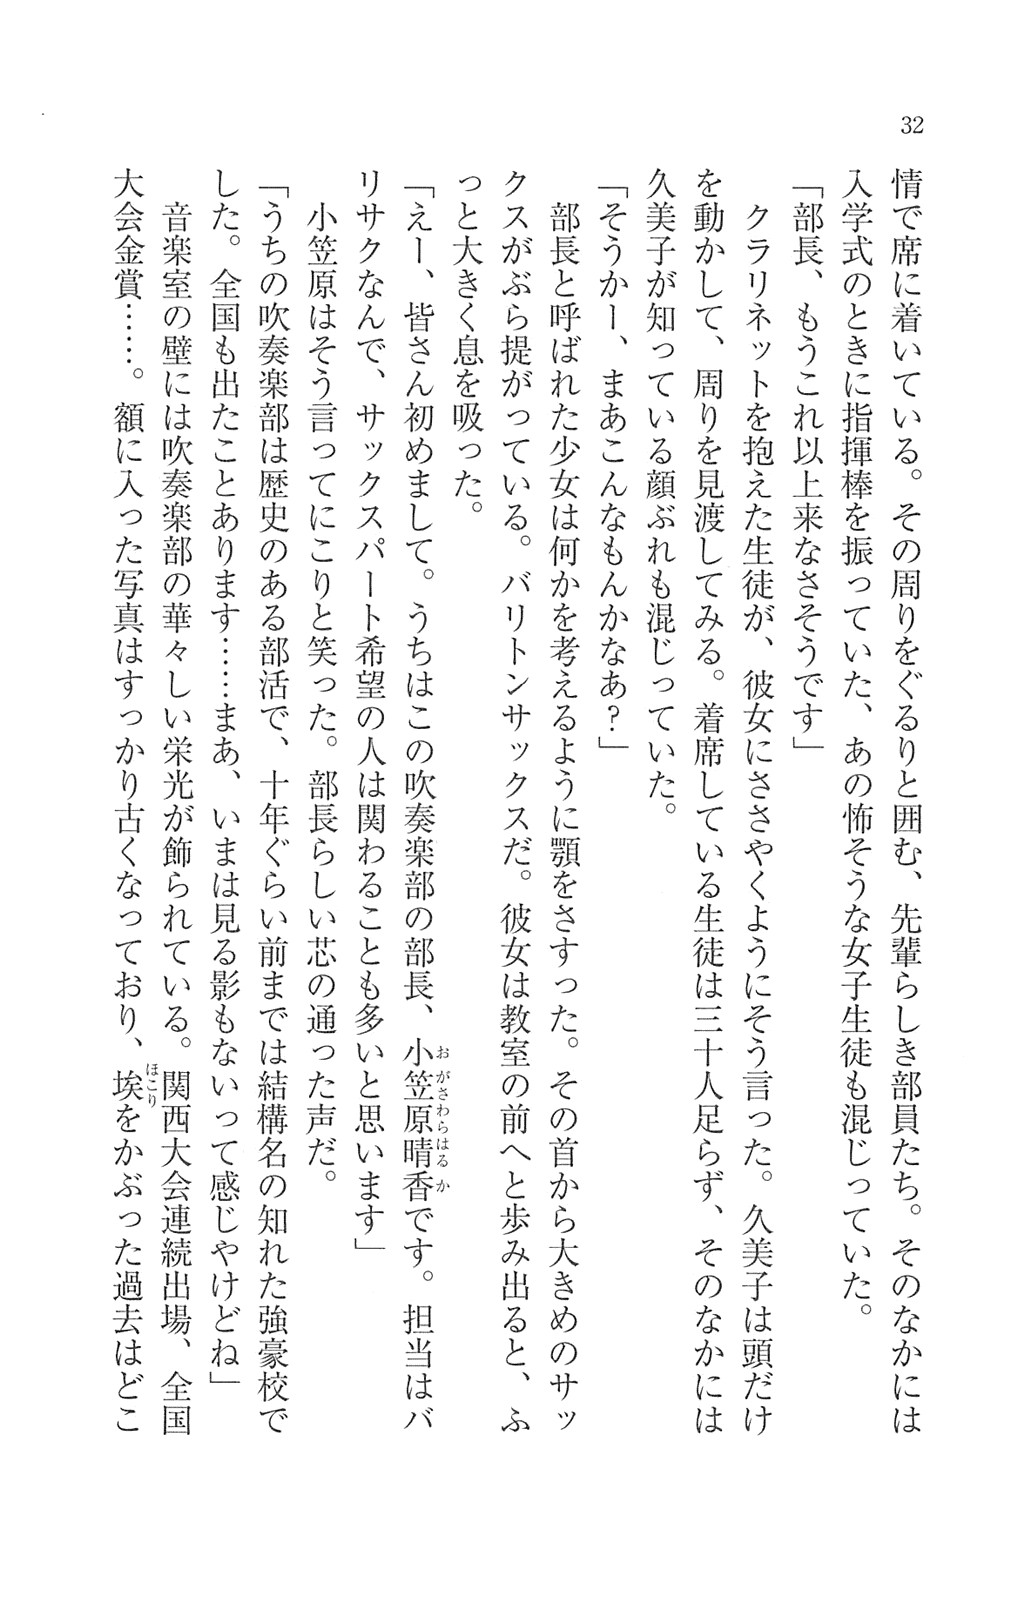 32
情で席に着いている。その周りをぐるりと囲む、先輩らしき部員たち。そのなかには
入学式のときに指揮棒を振っていた、あの怖そうな女子生徒も混じっていた。
「部長、もうこれ以上来なさそうです」
　クラリネットを抱えた生徒が、彼女にささやくようにそう言った。久美子は頭だけ
を動かして、周りを見渡してみる。着席している生徒は三十人足らず、そのなかには
久美子が知っている顔ぶれも混じっていた。
「そうかー、まあこんなもんかなあ？」
　部長と呼ばれた少女は何かを考えるように顎をさすった。その首から大きめのサッ
クスがぶら提がっている。バリトンサックスだ。彼女は教室の前へと歩み出ると、ふ
っと大きく息を吸った。
「えー、皆さん初めまして。うちはこの吹奏楽部の部長、小笠原晴香です。担当はバ
おがさわらはるか
リサクなんで、サックスパート希望の人は関わることも多いと思います」
　小笠原はそう言ってにこりと笑った。部長らしい芯の通った声だ。
「うちの吹奏楽部は歴史のある部活で、十年ぐらい前までは結構名の知れた強豪校で
した。全国も出たことあります……まあ、いまは見る影もないって感じやけどね」
　音楽室の壁には吹奏楽部の華々しい栄光が飾られている。関西大会連続出場、全国
大会金賞……。額に入った写真はすっかり古くなっており、埃をかぶった過去はどこ
ほこり